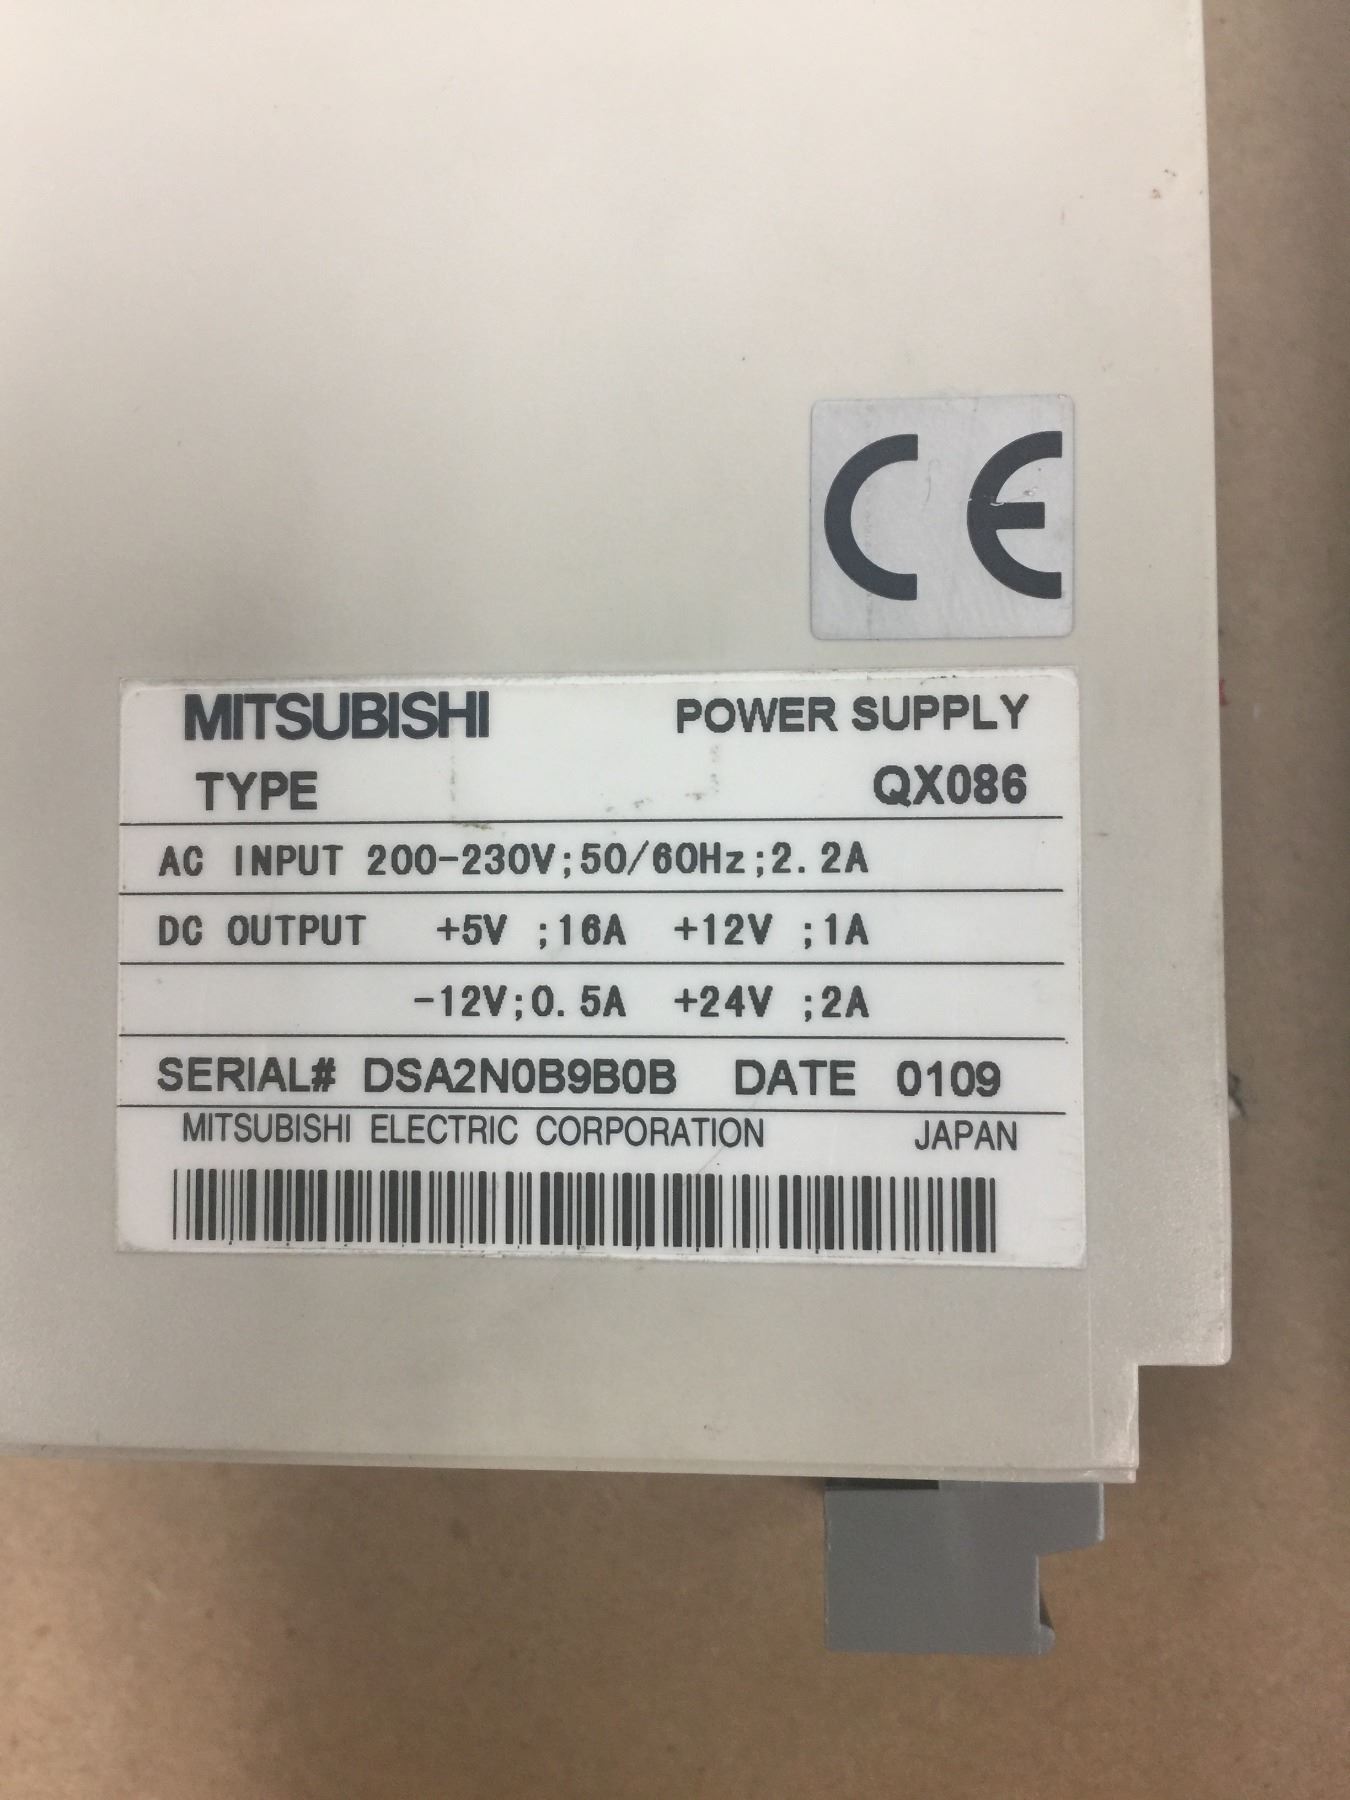 CE
MITSUBISHI POWER SUPPLY
TYPE QX086
AC INPUT 200-230V;50/60Hz;2.2A
DC OUTPUT +5V ;16A +12V ;1A
-12V;0.5A +24V ;2A
SERIAL# DSA2N0B9B0B DATE 0109
MITSUBISHI ELECTRIC CORPORATION JAPAN